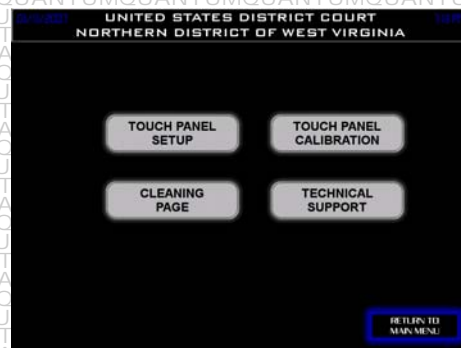 UNITED STATES DISTRICT COURT
NORTHERN DISTRICT OF WEST VIRGINIA
TOUCH PANEL
SETUP
TOUCH PANEL
CALIBRATION
CLEANING
PAGE
TECHNICAL
SUPPORT
RETURN TO
MAIN MENU